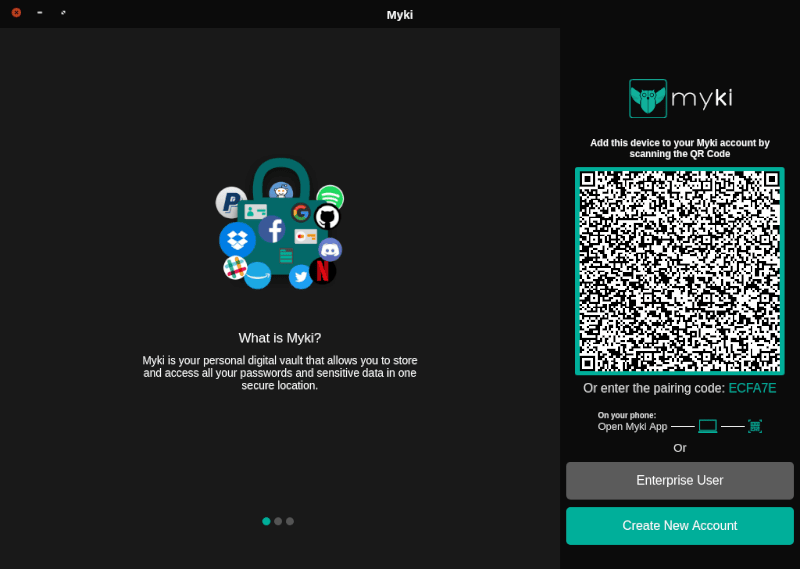 Myki
What is Myki?
Myki is your personal digital vault that allows you to store
and access all your passwords and sensitive data in one
secure location.
myki
Add this device to your Myki account by
scanning the QR Code
Or enter the pairing code: ECFA7E
On your phone:
Open Myki App
Or
Enterprise User
Create New Account